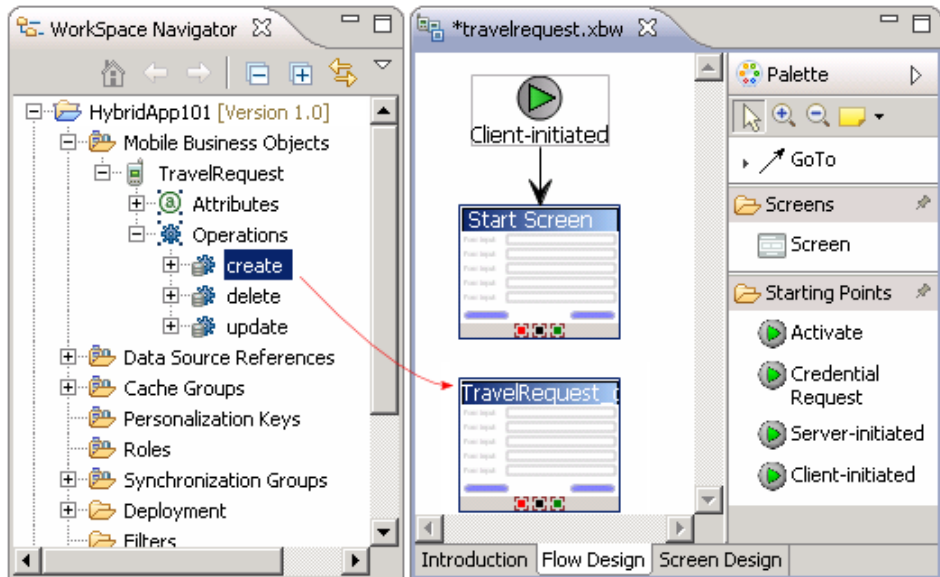 WorkSpace Navigator
HybridApp101 [Version 1.0]
Mobile Business Objects
TravelRequest
Attributes
Operations
create
delete
update
Data Source References
Cache Groups
Personalization Keys
Roles
Synchronization Groups
Deployment
Filters
*travelrequest.xbw
Client-initiated
Start Screen
TravelRequest_
Introduction
Flow Design
Screen Design
Palette
GoTo
Screens
Screen
Starting Points
Activate
Credential
Request
Server-initiated
Client-initiated